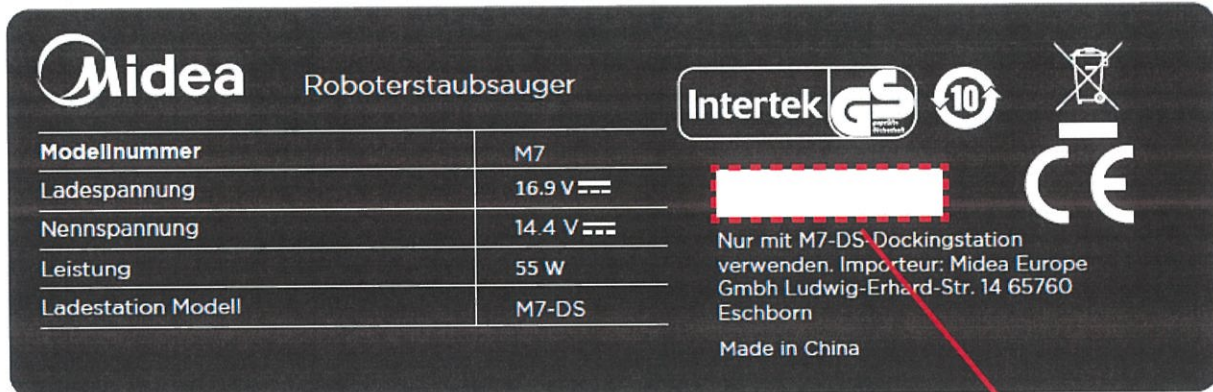 Midea
Roboterstaubsauger
Modellnummer M7
Ladespannung 16.9 V
Nennspannung 14.4 V
Leistung 55 W
Ladestation Modell M7-DS
Intertek GS
geprüfte
Sicherheit
10
CE
Nur mit M7-DS-Dockingstation
verwenden. Importeur: Midea Europe
Gmbh Ludwig-Erhard-Str. 14 65760
Eschborn
Made in China